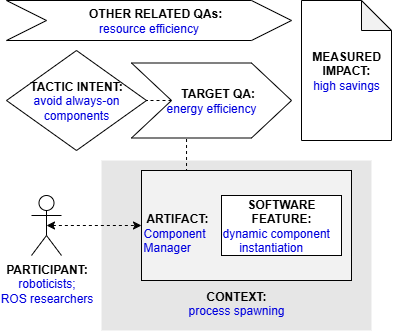 OTHER RELATED QAs:
resource efficiency
MEASURED
IMPACT:
high savings
TACTIC INTENT:
avoid always-on
components
TARGET QA:
energy efficiency
ARTIFACT:
Component
Manager
SOFTWARE
FEATURE:
dynamic component
instantiation
PARTICIPANT:
roboticists;
ROS researchers
CONTEXT:
process spawning